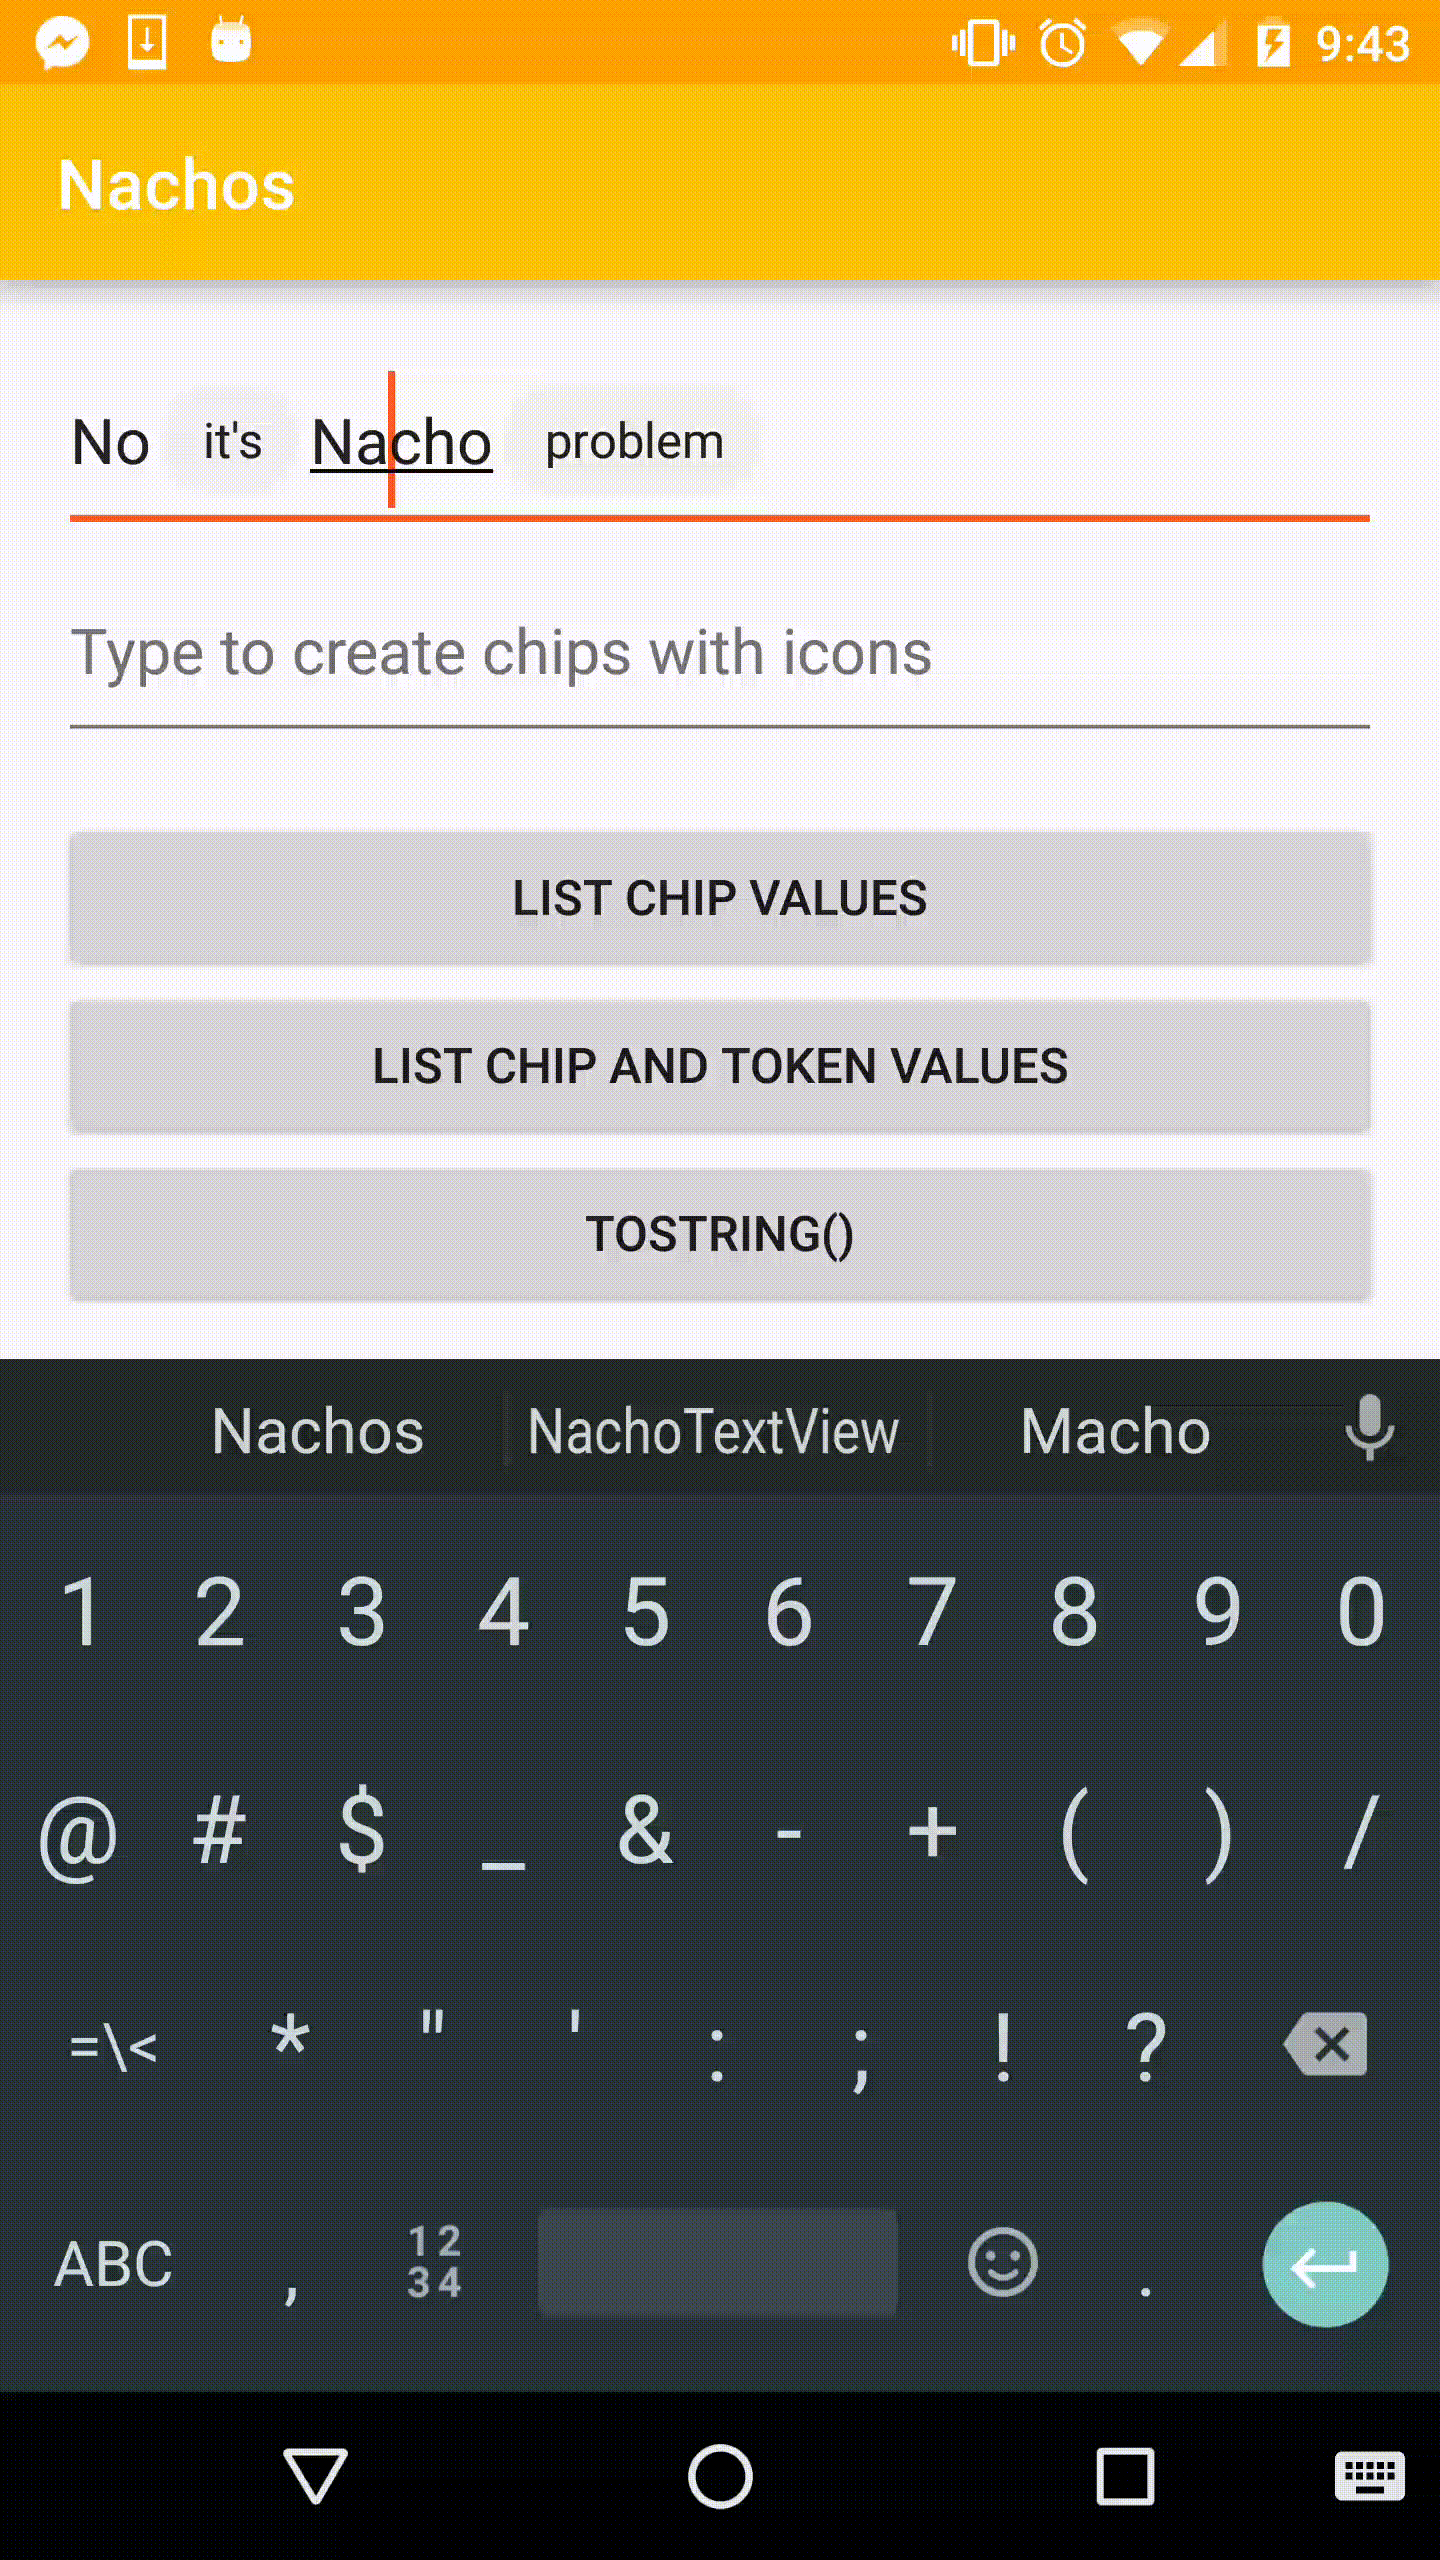 9:43
Nachos
No it's Nacho problem
Type to create chips with icons
LIST CHIP VALUES
LIST CHIP AND TOKEN VALUES
TOSTRING()
Nachos NachoTextView Macho
1 2 3 4 5 6 7 8 9 0
@ # $ _ & - + ( ) /
=\< * " ' : ; ! ?
ABC , 12 34 .